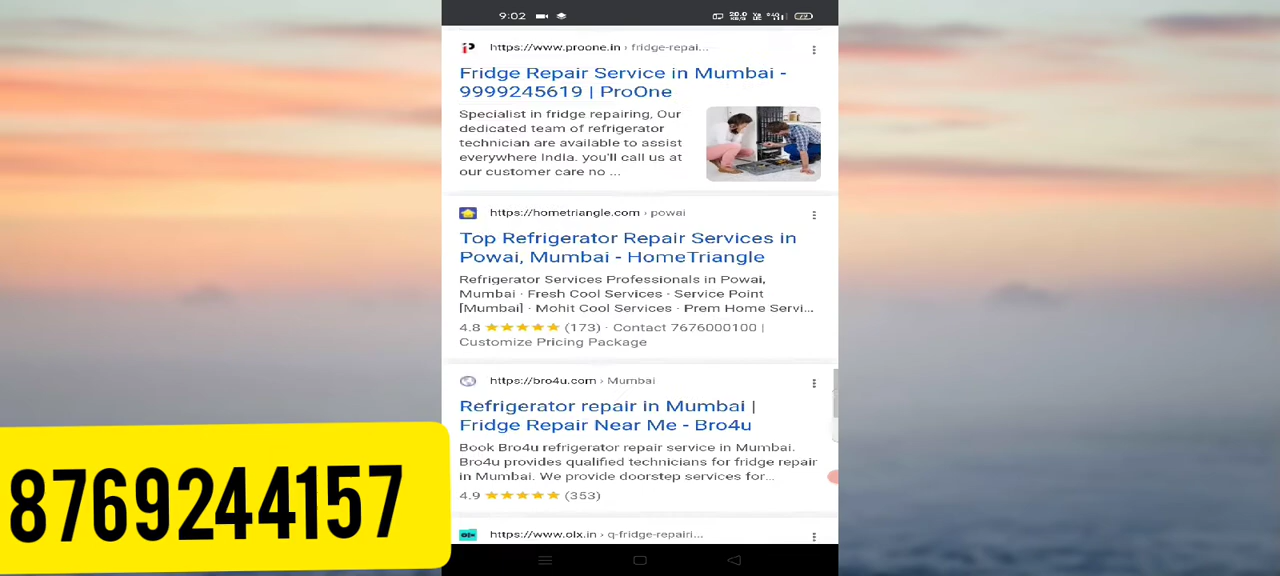 9:02
https://www.proone.in › fridge-repai...
Fridge Repair Service in Mumbai -
9999245619 | ProOne
Specialist in fridge repairing, Our
dedicated team of refrigerator
technician are available to assist
everywhere India. you'll call us at
our customer care no ...
https://hometriangle.com › powai
Top Refrigerator Repair Services in
Powai, Mumbai - HomeTriangle
Refrigerator Services Professionals in Powai,
Mumbai · Fresh Cool Services · Service Point
[Mumbai] · Mohit Cool Services · Prem Home Servi...
4.8 ★★★★★ (173) · Contact 7676000100 |
Customize Pricing Package
https://bro4u.com › Mumbai
Refrigerator repair in Mumbai |
Fridge Repair Near Me - Bro4u
Book Bro4u refrigerator repair service in Mumbai.
Bro4u provides qualified technicians for fridge repair
in Mumbai. We provide doorstep services for...
4.9 ★★★★★ (353)
https://www.olx.in › q-fridge-repairi...
8769244157